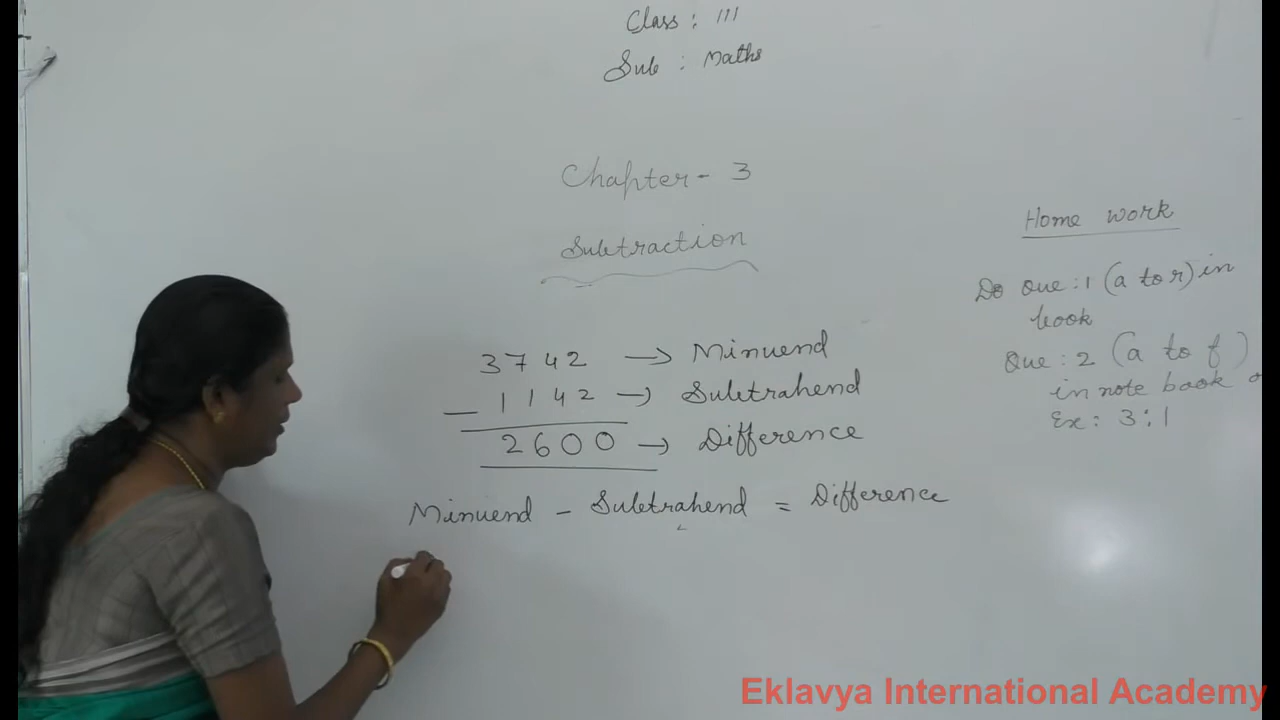 Class : III
Sub : Maths
Chapter - 3
Subtraction
3742 → Minuend
- 1142 → Subtrahend
2600 → Difference
Minuend - Subtrahend = Difference
Home work
Do Que : 1 (a to r) in
book
Que : 2 (a to f)
in note book
Ex : 3:1
Eklavya International Academy